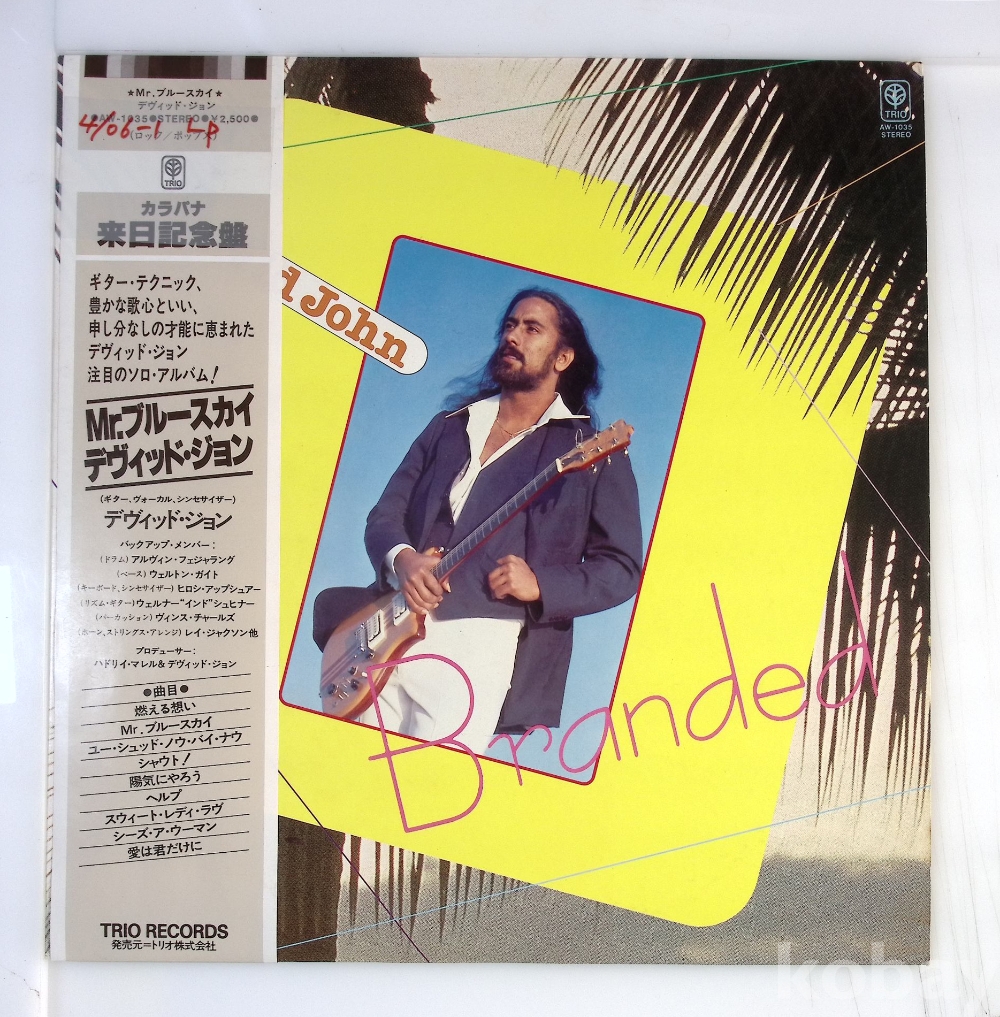 ★Mr.ブルースカイ★
デヴィッド・ジョン
●AW-1035●STEREO●¥2,500●
(ロック/ポップス)
4/06-1 LP
TRIO
カラパナ
来日記念盤
ギター・テクニック、
豊かな歌心といい、
申し分なしの才能に恵まれた
デヴィッド・ジョン
注目のソロ・アルバム!
Mr.ブルースカイ
デヴィッド・ジョン
(ギター、ヴォーカル、シンセサイザー)
デヴィッド・ジョン
バックアップ・メンバー:
(ドラム)アルヴィン・フェジャラング
(ベース)ウェルトン・ガイト
(キーボード、シンセサイザー)ヒロシ・アップシュアー
(リズム・ギター)ウェルナー“インド”シュヒナー
(パーカッション)ヴィンス・チャールズ
(ホーン、ストリングス・アレンジ)レイ・ジャクソン他
プロデューサー:
ハドリイ・マレル&デヴィッド・ジョン
●曲目●
燃える想い
Mr.ブルースカイ
ユー・シュッド・ノウ・バイ・ナウ
シャウト!
陽気にやろう
ヘルプ
スウィート・レディ・ラヴ
シーズ・ア・ウーマン
愛は君だけに
TRIO RECORDS
発売元=トリオ株式会社
d John
Branded
TRIO
AW-1035
STEREO
koba